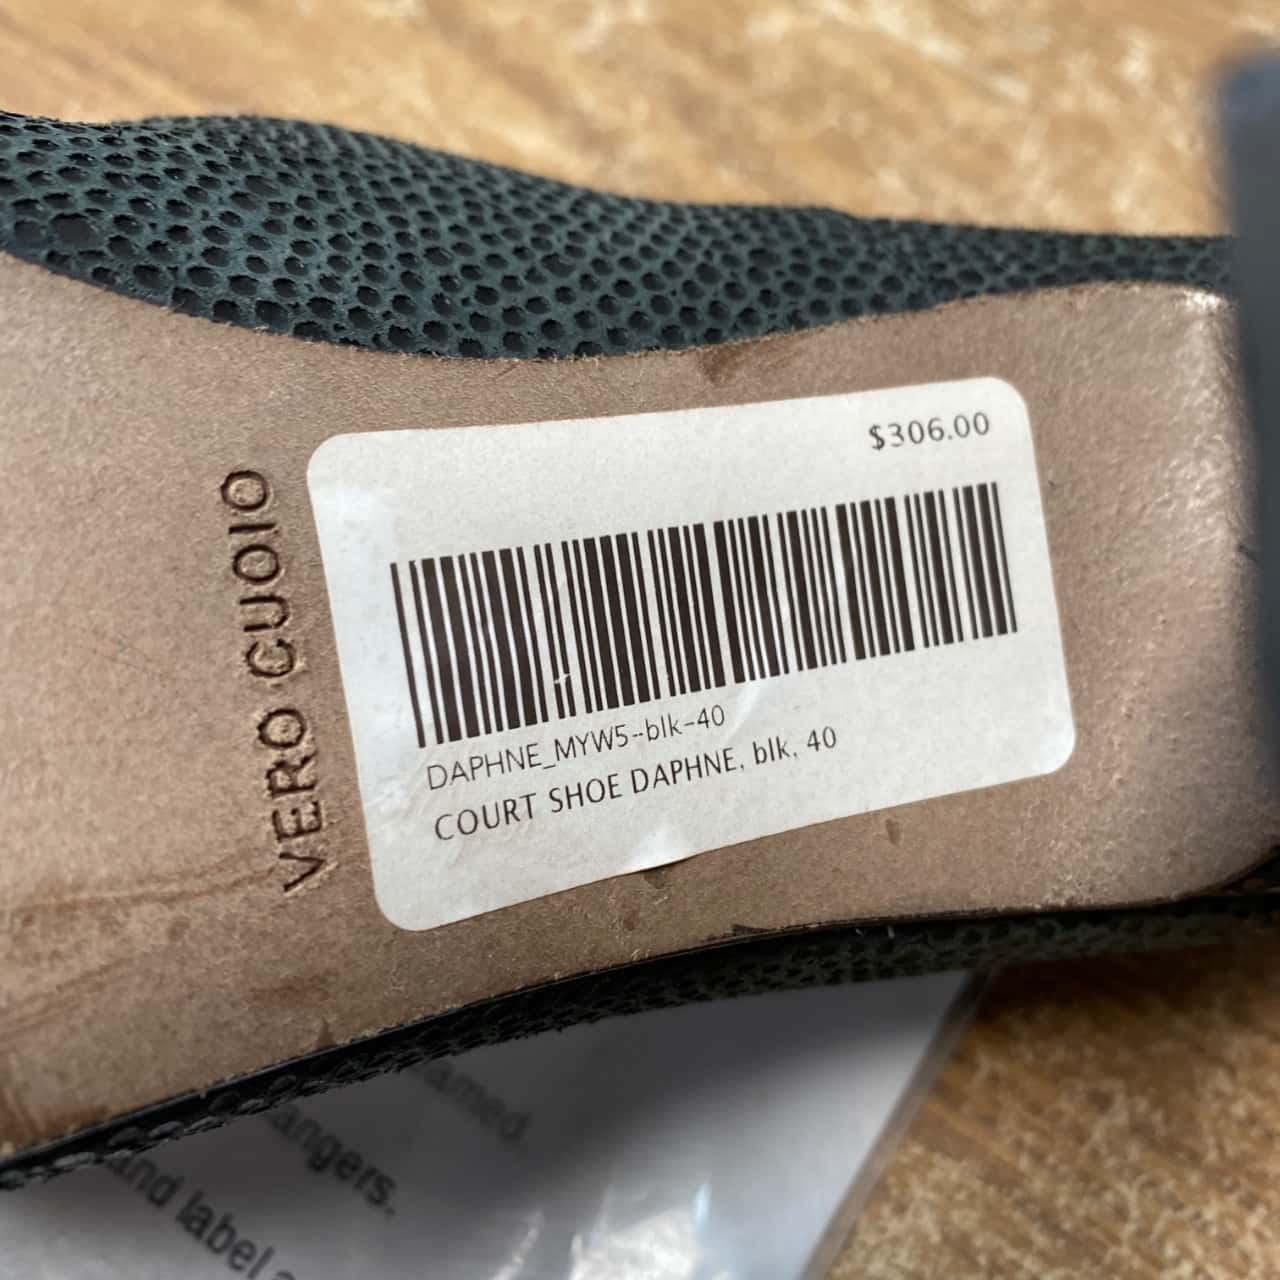 VERO CUOIO
$306.00
DAPHNE_MYW5--blk-40
COURT SHOE DAPHNE, blk, 40
angers.
and label